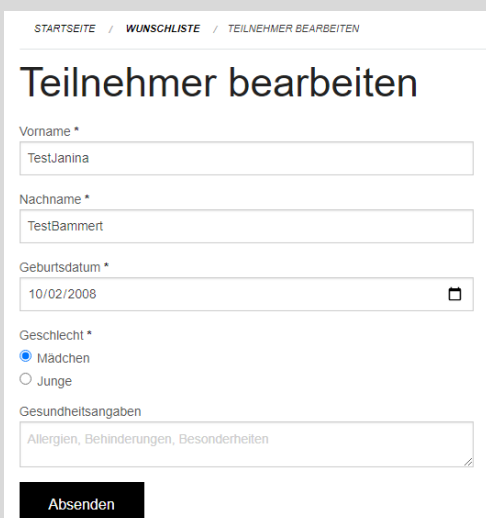 STARTSEITE / WUNSCHLISTE / TEILNEHMER BEARBEITEN
Teilnehmer bearbeiten
Vorname *
TestJanina
Nachname *
TestBammert
Geburtsdatum *
10/02/2008
Geschlecht *
Mädchen
Junge
Gesundheitsangaben
Allergien, Behinderungen, Besonderheiten
Absenden